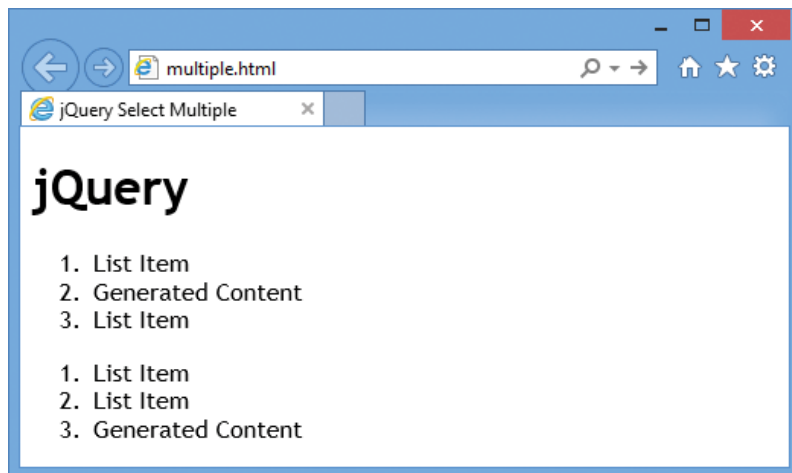 multiple.html
jQuery Select Multiple
jQuery
1. List Item
2. Generated Content
3. List Item
1. List Item
2. List Item
3. Generated Content